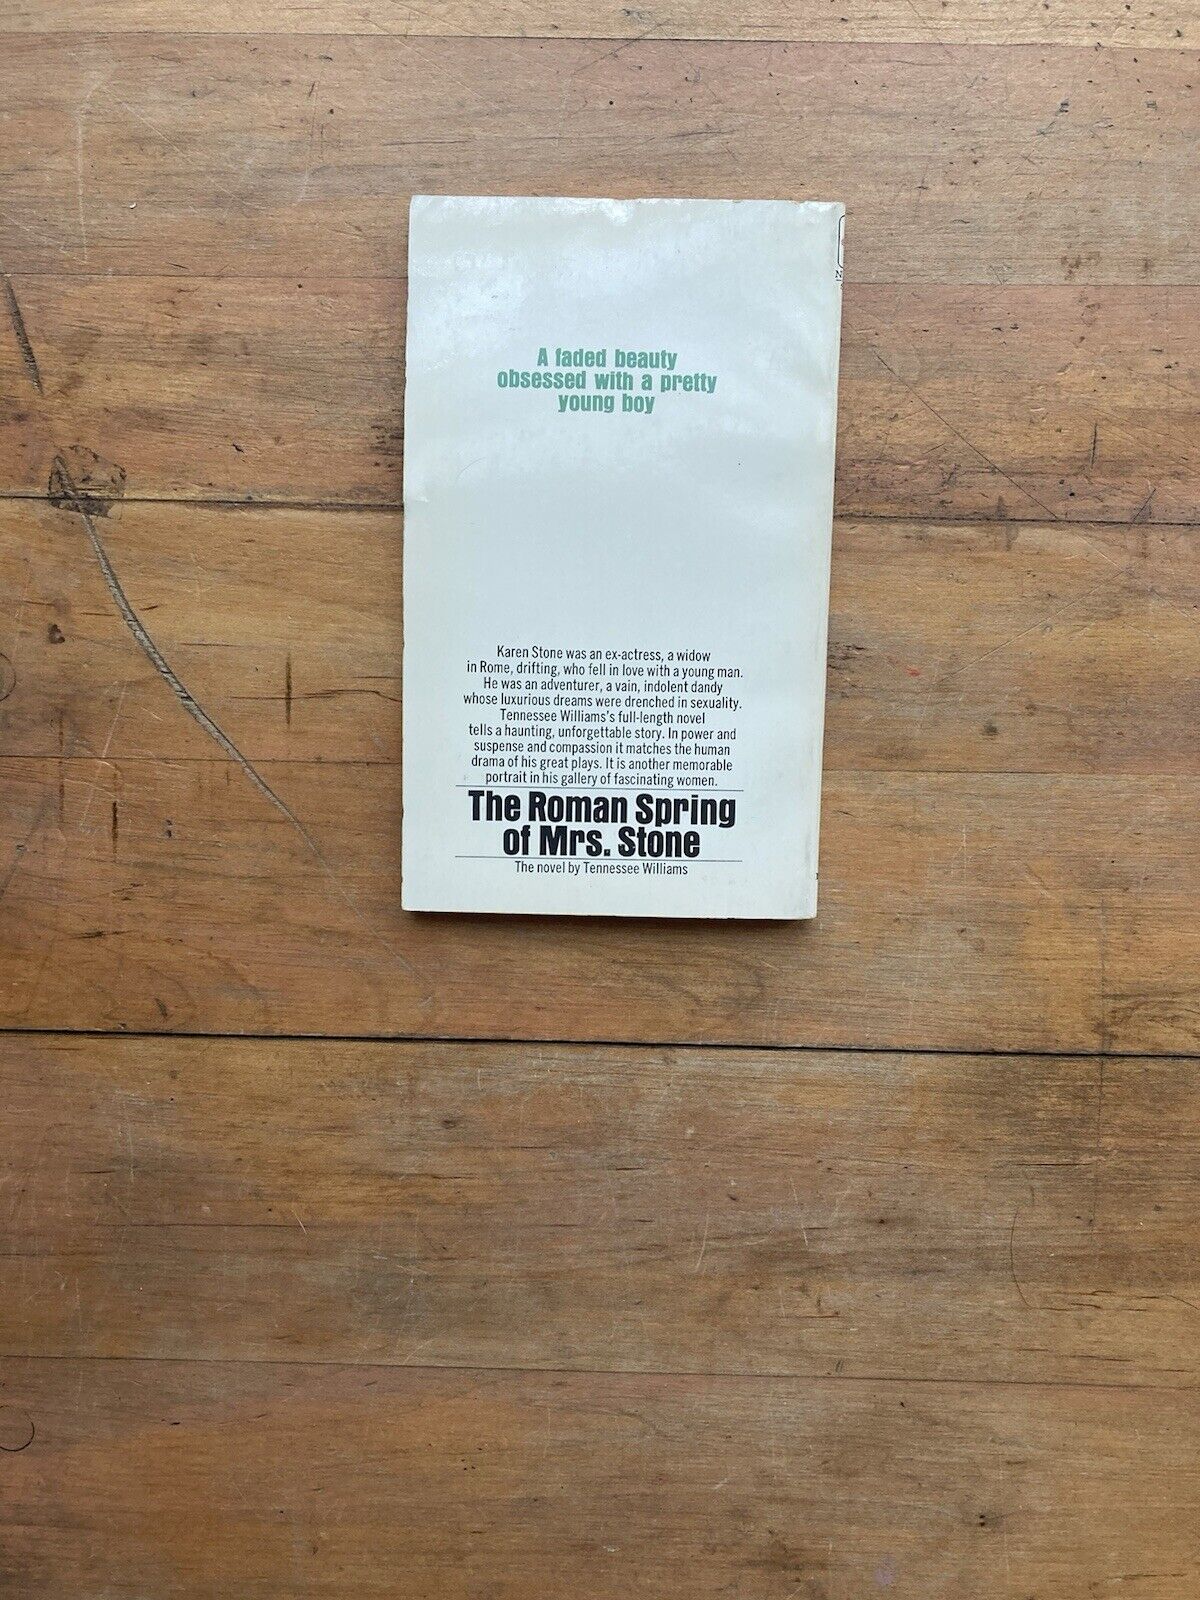 A faded beauty
obsessed with a pretty
young boy
Karen Stone was an ex-actress, a widow
in Rome, drifting, who fell in love with a young man.
He was an adventurer, a vain, indolent dandy
whose luxurious dreams were drenched in sexuality.
Tennessee Williams's full-length novel
tells a haunting, unforgettable story. In power and
suspense and compassion it matches the human
drama of his great plays. It is another memorable
portrait in his gallery of fascinating women.
The Roman Spring
of Mrs. Stone
The novel by Tennessee Williams